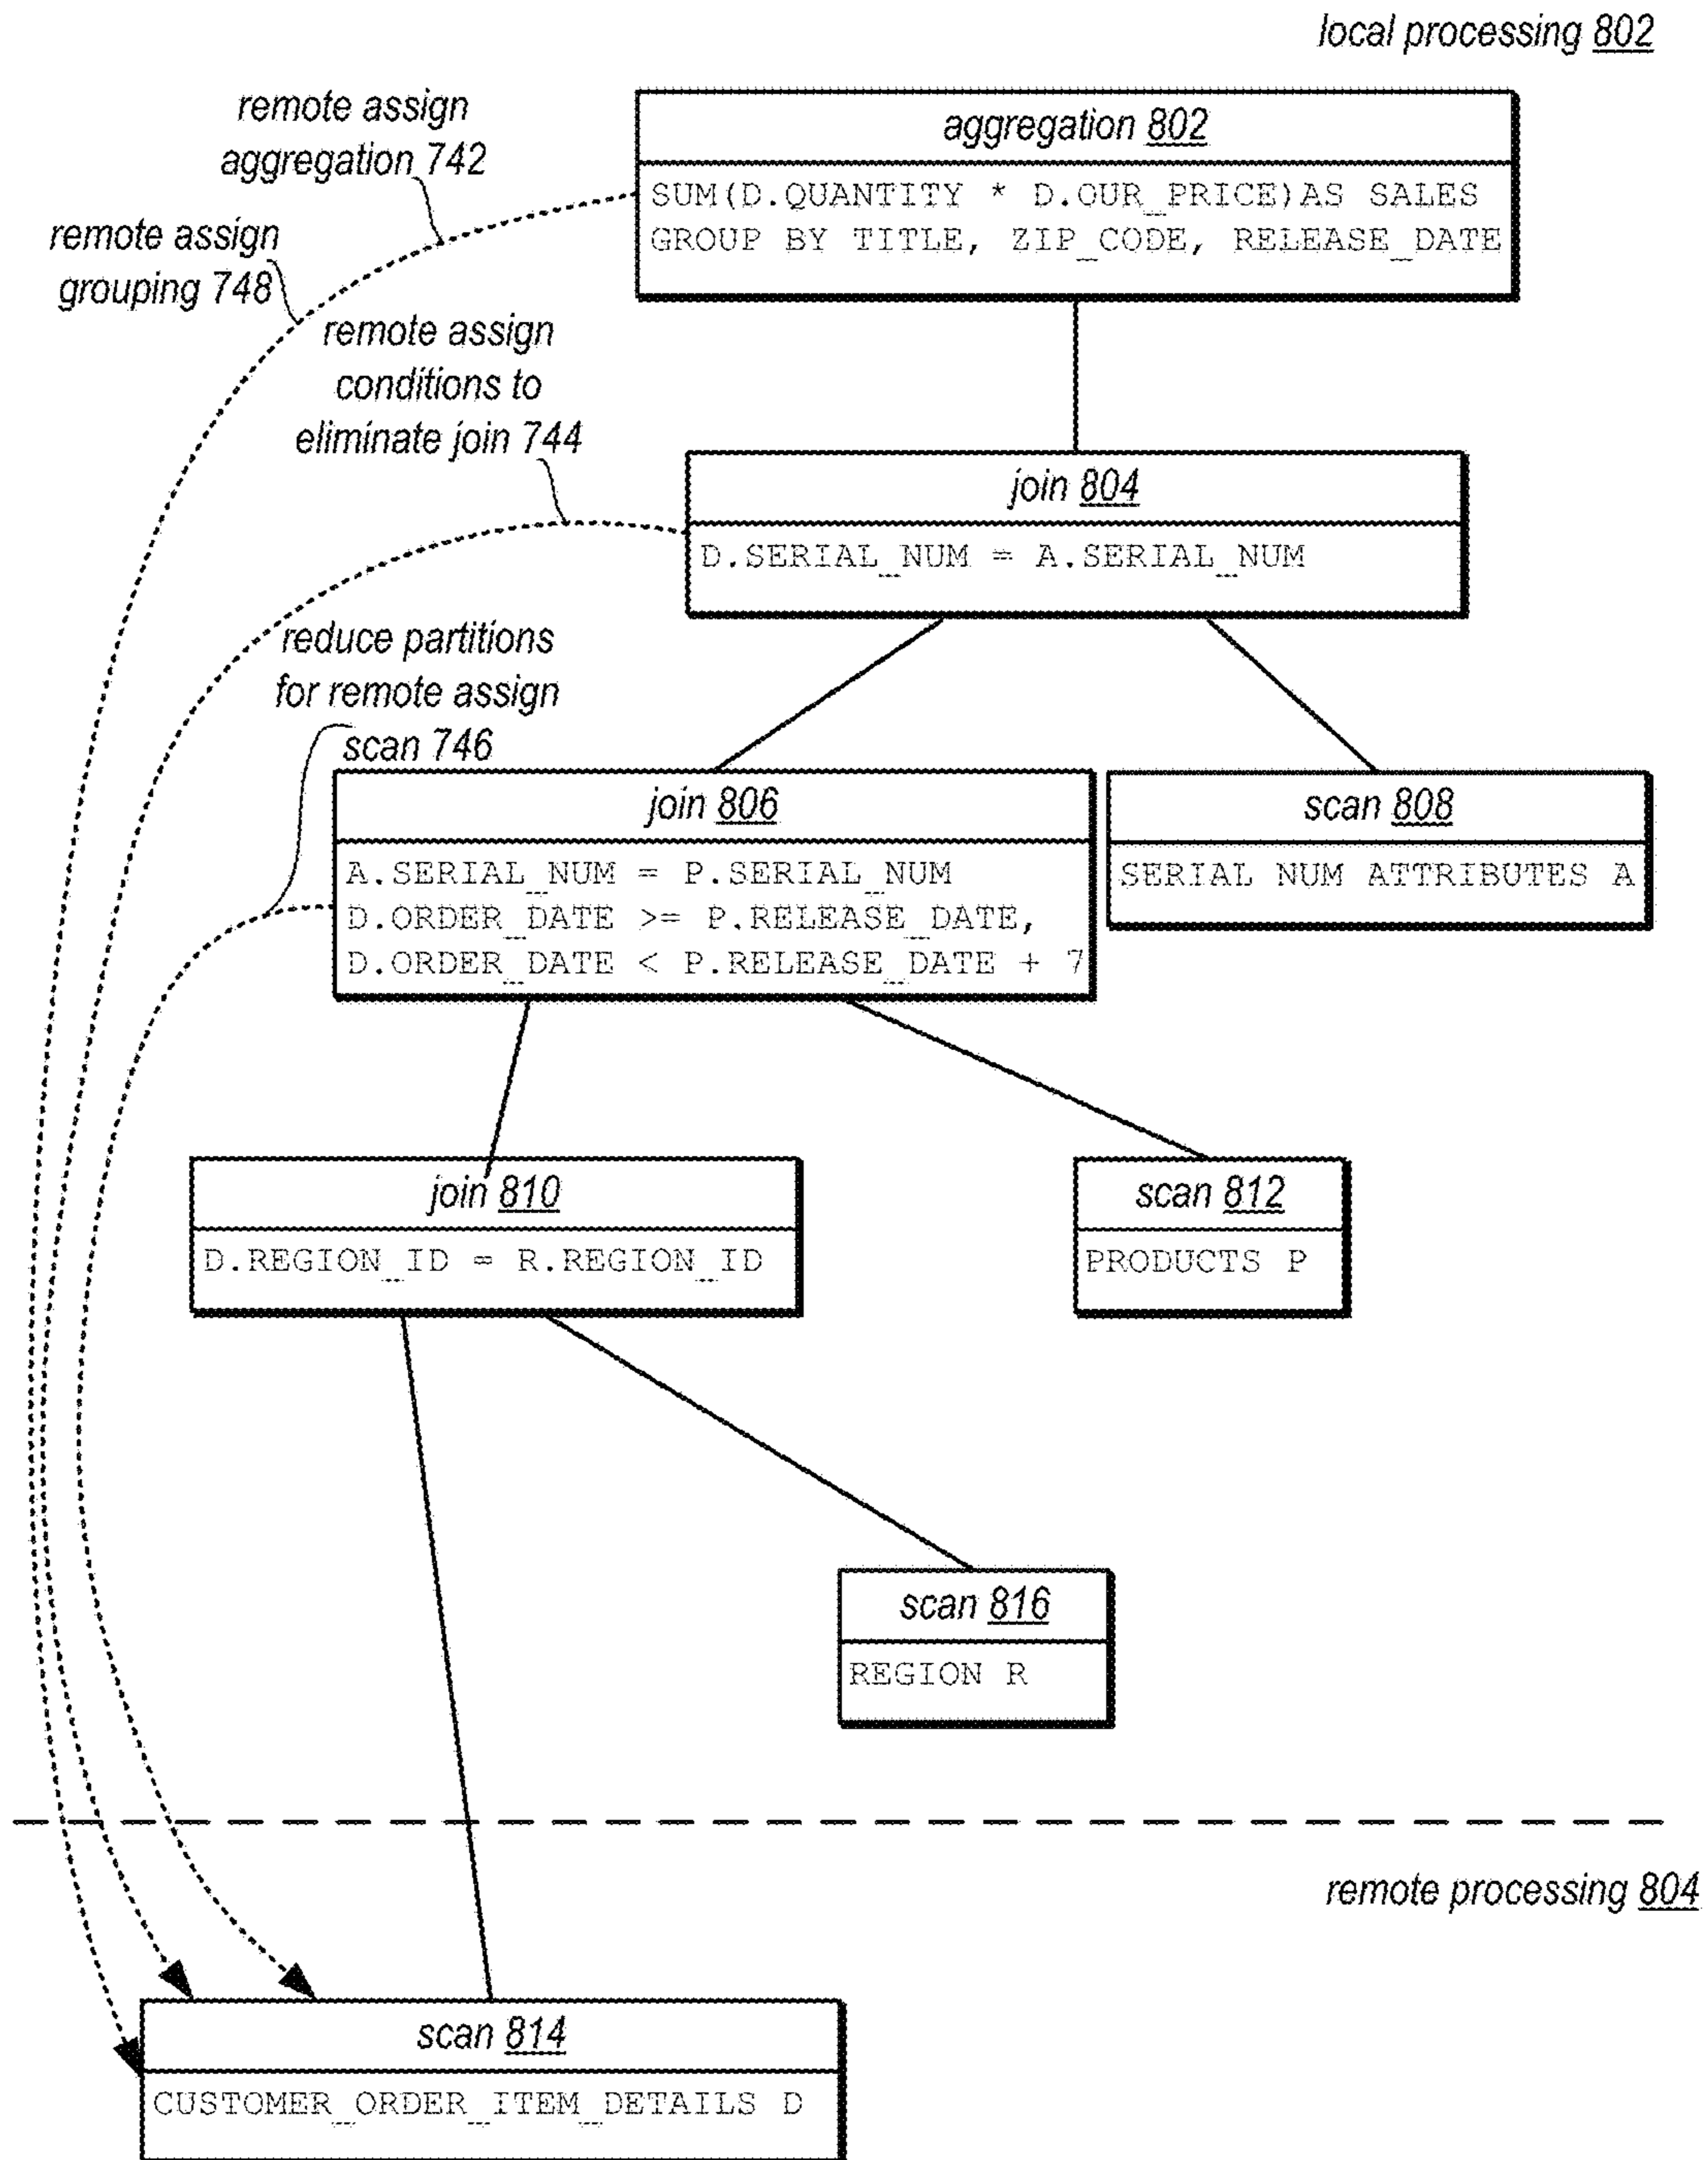 local processing 802
remote assign
aggregation 742
aggregation 802
SUM(D.QUANTITY * D.OUR_PRICE)AS SALES
GROUP BY TITLE, ZIP_CODE, RELEASE_DATE
remote assign
grouping 748
remote assign
conditions to
eliminate join 744
join 804
D.SERIAL_NUM = A.SERIAL_NUM
reduce partitions
for remote assign
scan 746
join 806
A.SERIAL_NUM = P.SERIAL_NUM
D.ORDER_DATE >= P.RELEASE_DATE,
D.ORDER_DATE < P.RELEASE_DATE + 7
scan 808
SERIAL NUM ATTRIBUTES A
join 810
D.REGION_ID = R.REGION_ID
scan 812
PRODUCTS P
scan 816
REGION R
remote processing 804
scan 814
CUSTOMER_ORDER_ITEM_DETAILS D